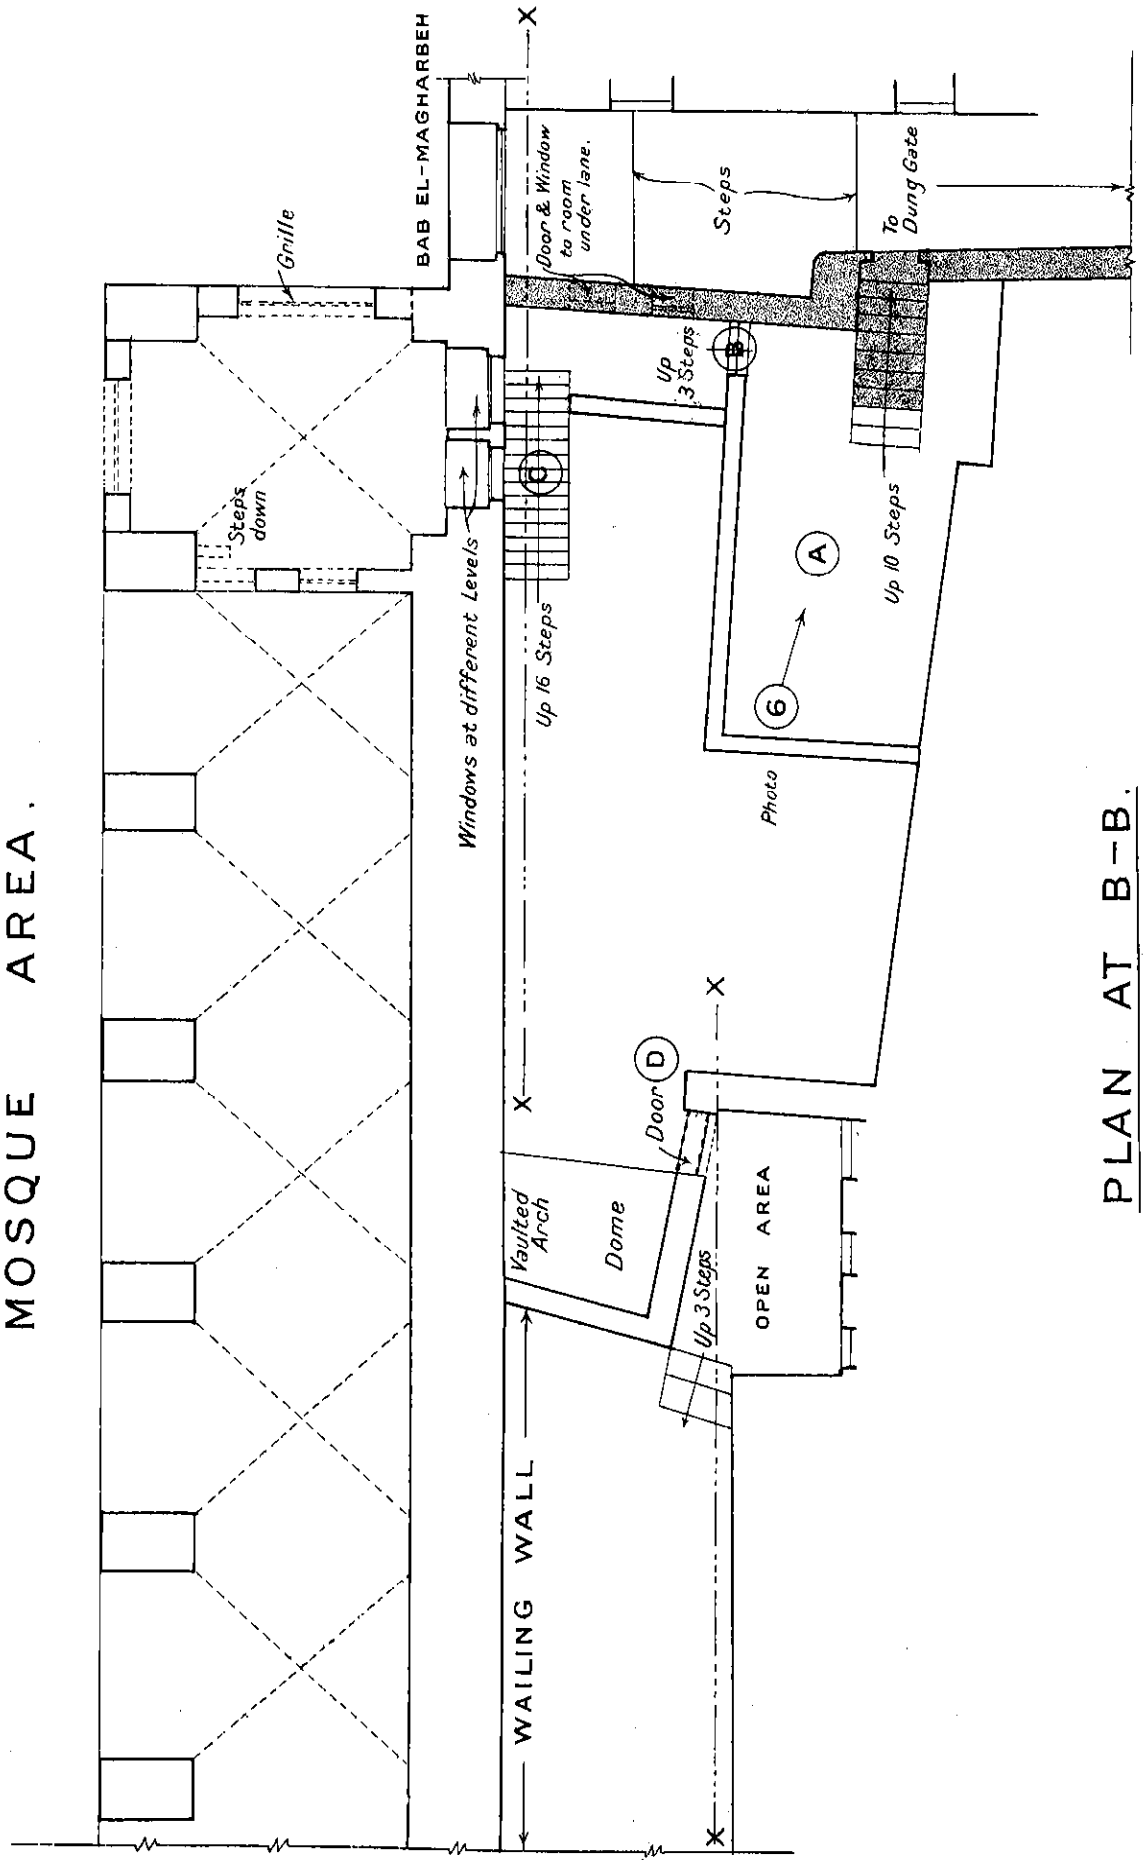 MOSQUE AREA.
Grille
Steps
down
BAB EL-MAGHARBEH
Windows at different Levels
X
X
C
Up 16 Steps
Door & Window
to room
under lane.
Steps
To
Dung Gate
Up
3 Steps
B
A
Up 10 Steps
6
Photo
WAILING WALL
Vaulted
Arch
Dome
Door
D
X
X
Up 3 Steps
OPEN AREA
PLAN AT B-B.